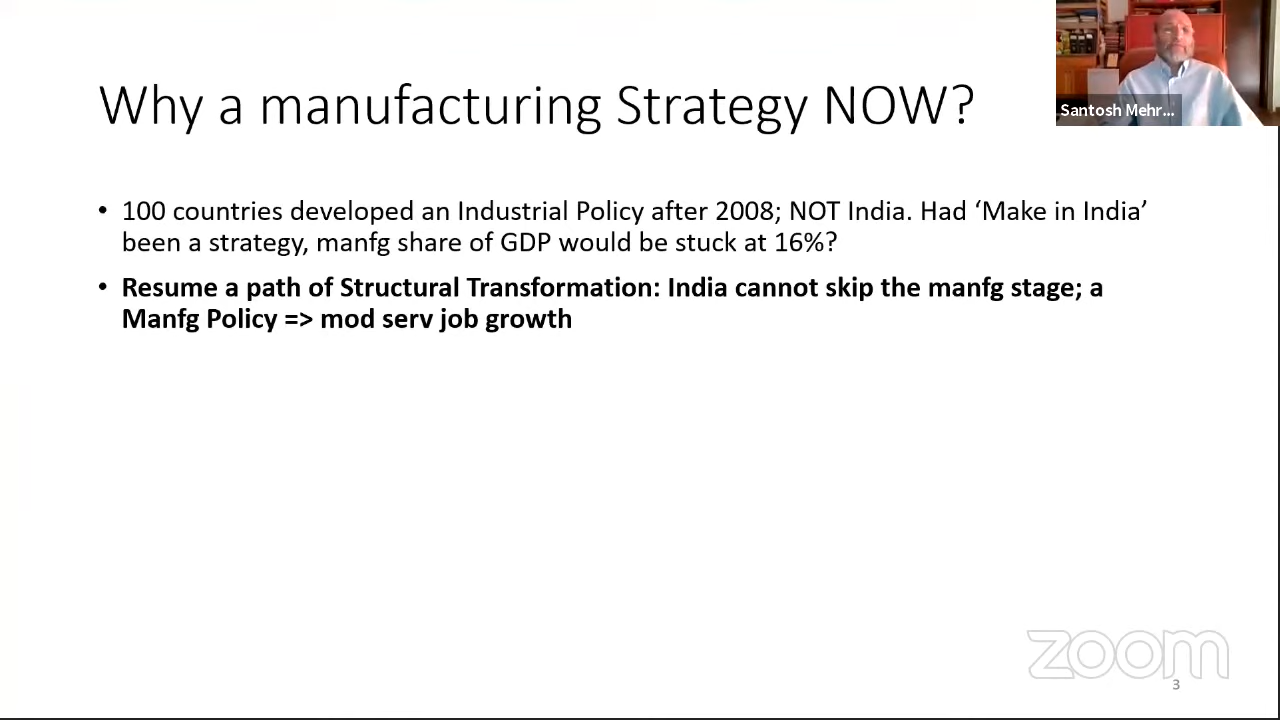 Why a manufacturing Strategy NOW?
Santosh Mehr...
• 100 countries developed an Industrial Policy after 2008; NOT India. Had ‘Make in India’
been a strategy, manfg share of GDP would be stuck at 16%?
• Resume a path of Structural Transformation: India cannot skip the manfg stage; a
Manfg Policy => mod serv job growth
zoom
3